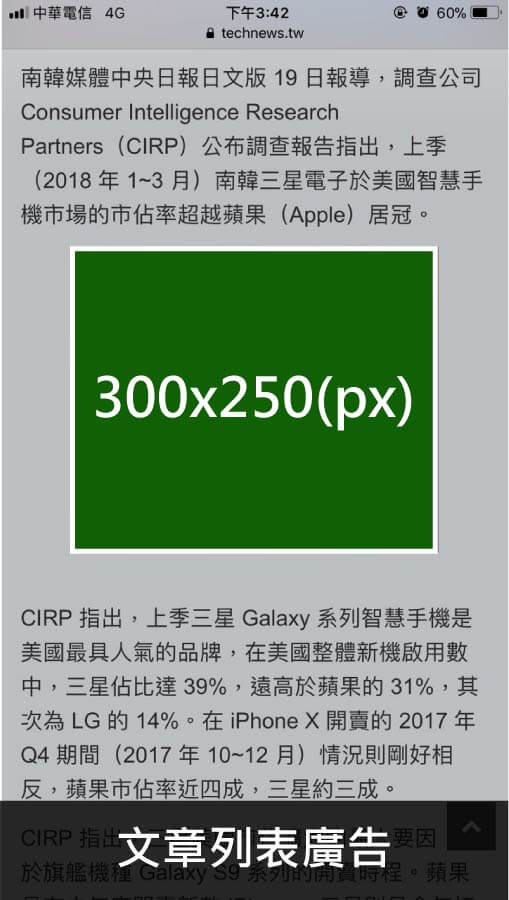 中華電信 4G 下午3:42 60%
technews.tw
南韓媒體中央日報日文版 19 日報導，調查公司
Consumer Intelligence Research
Partners（CIRP）公布調查報告指出，上季
（2018 年 1~3 月）南韓三星電子於美國智慧手
機市場的市佔率超越蘋果（Apple）居冠。
300x250(px)
CIRP 指出，上季三星 Galaxy 系列智慧手機是
美國最具人氣的品牌，在美國整體新機啟用數
中，三星佔比達 39%，遠高於蘋果的 31%，其
次為 LG 的 14%。在 iPhone X 開賣的 2017 年
Q4 期間（2017 年 10~12 月）情況則剛好相
反，蘋果市佔率近四成，三星約三成。
CIRP 指出 要因
文章列表廣告
於旗艦機種 Galaxy S9 系列的開賣時程。蘋果